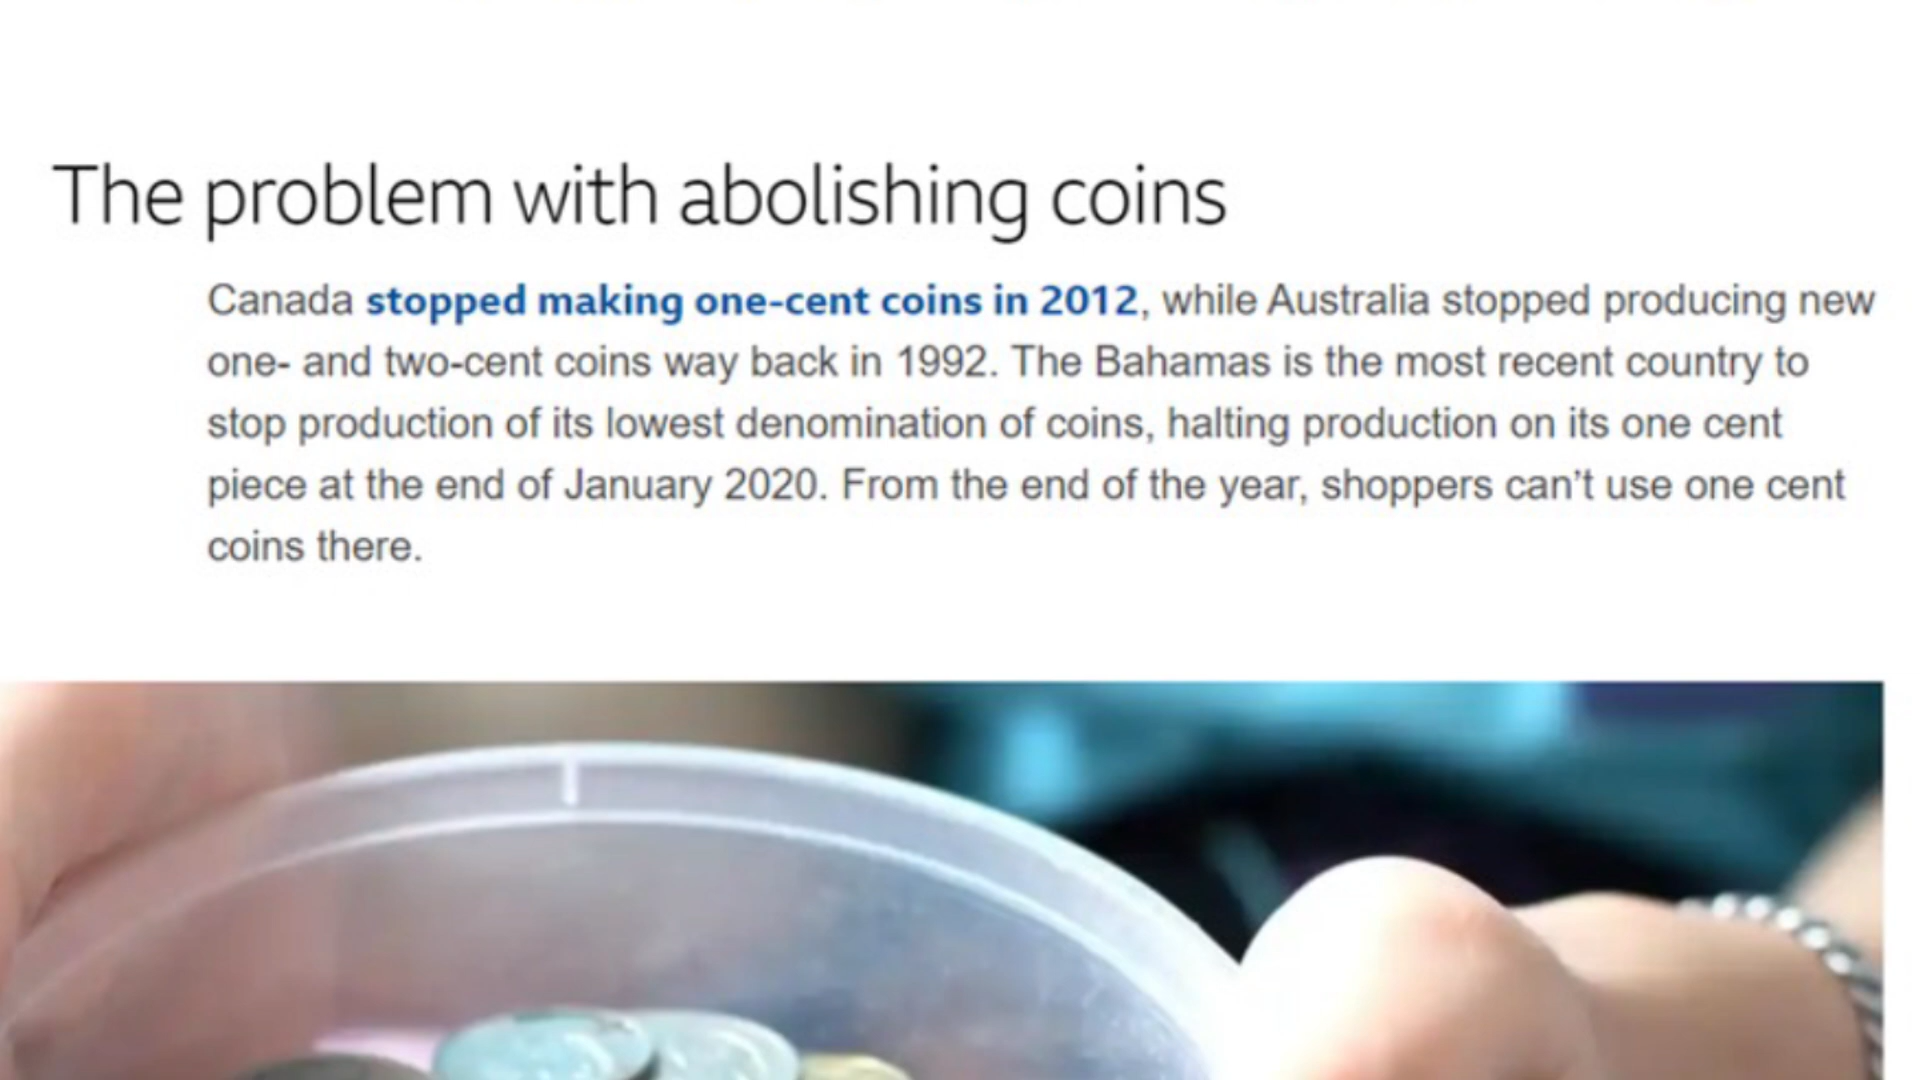 The problem with abolishing coins
Canada stopped making one-cent coins in 2012, while Australia stopped producing new
one- and two-cent coins way back in 1992. The Bahamas is the most recent country to
stop production of its lowest denomination of coins, halting production on its one cent
piece at the end of January 2020. From the end of the year, shoppers can’t use one cent
coins there.